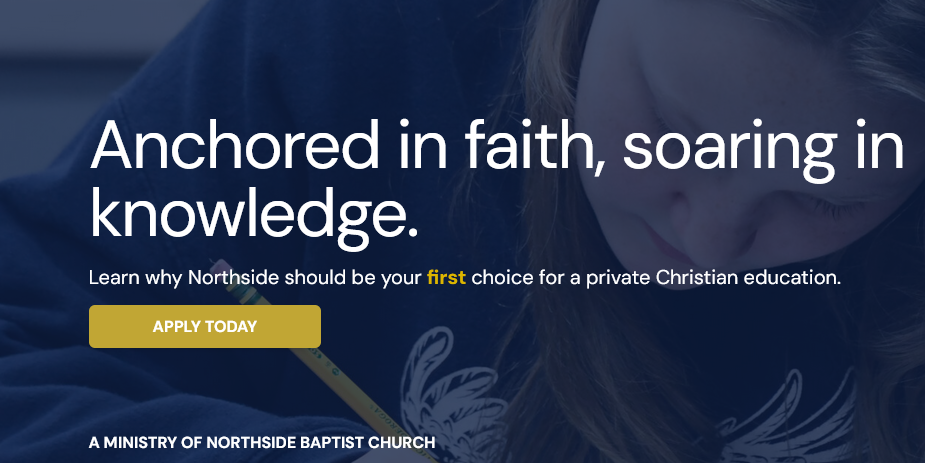 Anchored in faith, soaring in
knowledge.
Learn why Northside should be your first choice for a private Christian education.
APPLY TODAY
A MINISTRY OF NORTHSIDE BAPTIST CHURCH